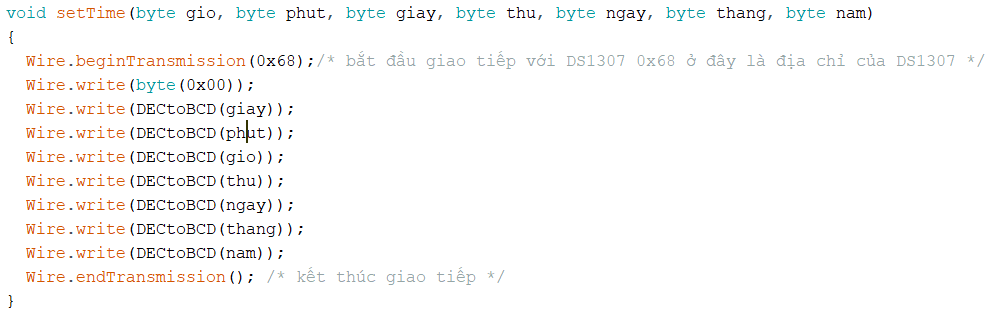 void setTime(byte gio, byte phut, byte giay, byte thu, byte ngay, byte thang, byte nam)
{
  Wire.beginTransmission(0x68);/* bắt đầu giao tiếp với DS1307 0x68 ở đây là địa chỉ của DS1307 */
  Wire.write(byte(0x00));
  Wire.write(DECtoBCD(giay));
  Wire.write(DECtoBCD(phut));
  Wire.write(DECtoBCD(gio));
  Wire.write(DECtoBCD(thu));
  Wire.write(DECtoBCD(ngay));
  Wire.write(DECtoBCD(thang));
  Wire.write(DECtoBCD(nam));
  Wire.endTransmission(); /* kết thúc giao tiếp */
}